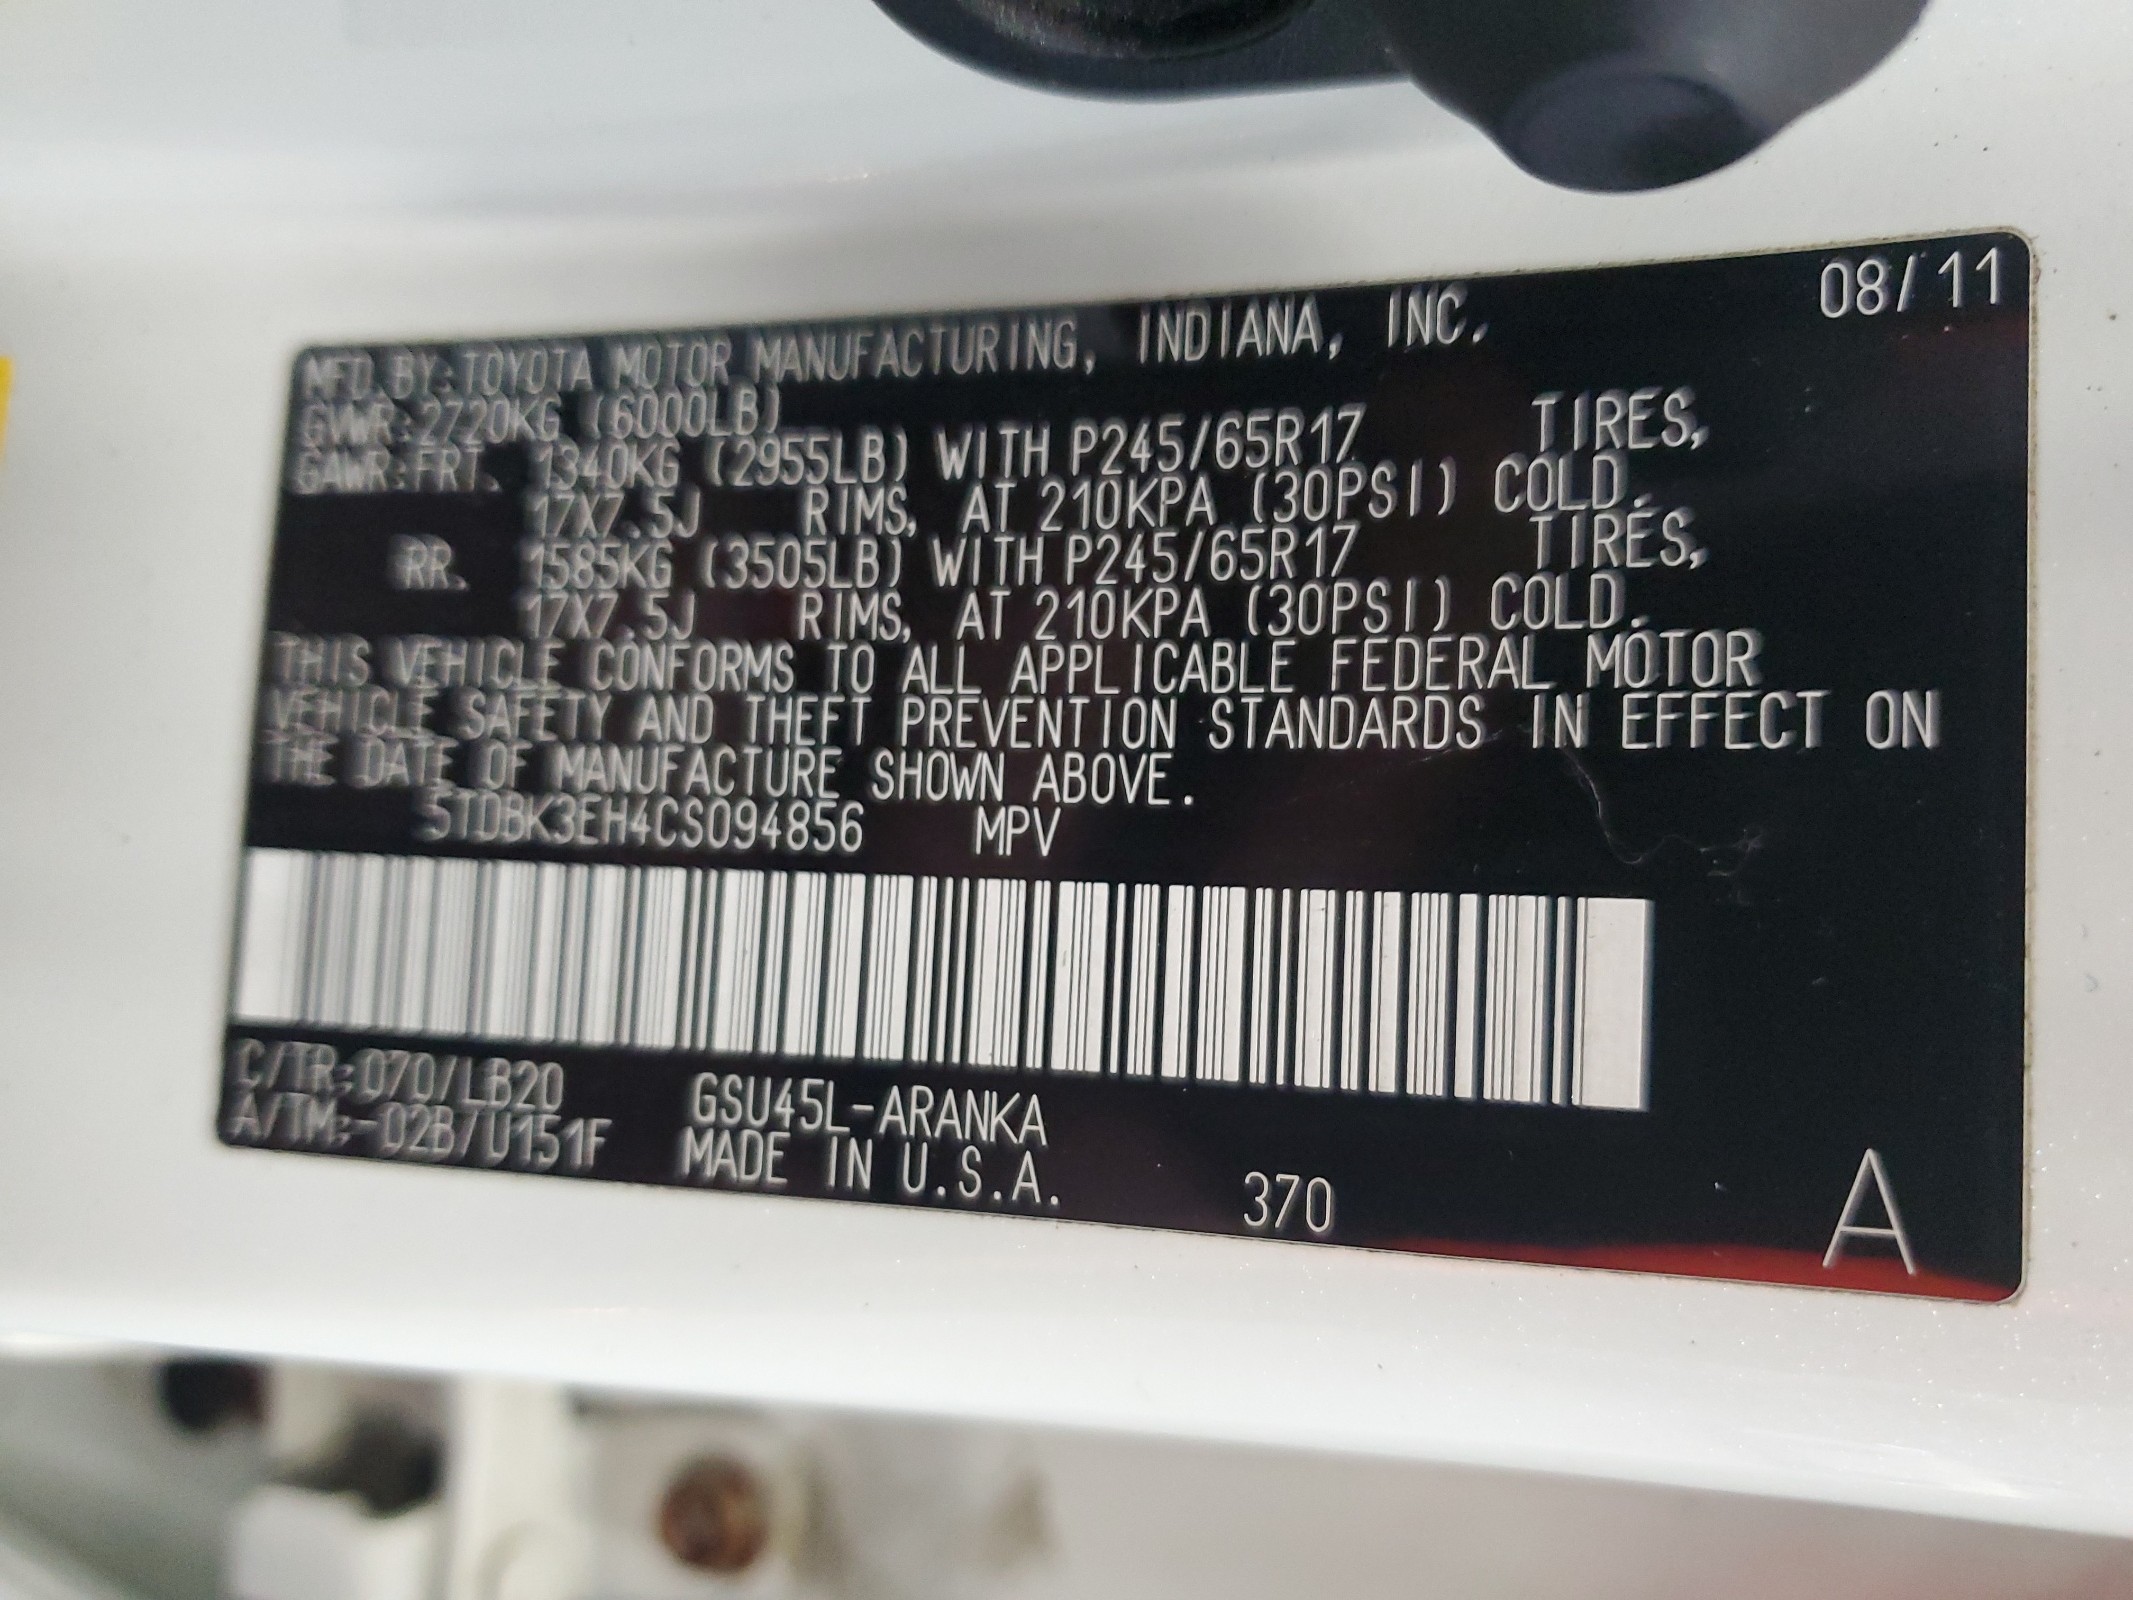 08/11
MFD. BY: TOYOTA MOTOR MANUFACTURING, INDIANA, INC.
GVWR: 2720KG (6000LB)
GAWR: FRT. 1340KG (2955LB) WITH P245/65R17 TIRES,
17X7.5J RIMS, AT 210KPA (30PSI) COLD.
RR. 1585KG (3505LB) WITH P245/65R17 TIRES,
17X7.5J RIMS, AT 210KPA (30PSI) COLD.
THIS VEHICLE CONFORMS TO ALL APPLICABLE FEDERAL MOTOR
VEHICLE SAFETY AND THEFT PREVENTION STANDARDS IN EFFECT ON
THE DATE OF MANUFACTURE SHOWN ABOVE.
5TDBK3EH4CS094856 MPV
C/TR:070/LB20 GSU45L-ARANKA
A/TM:-02B/U151F MADE IN U.S.A.
370
A